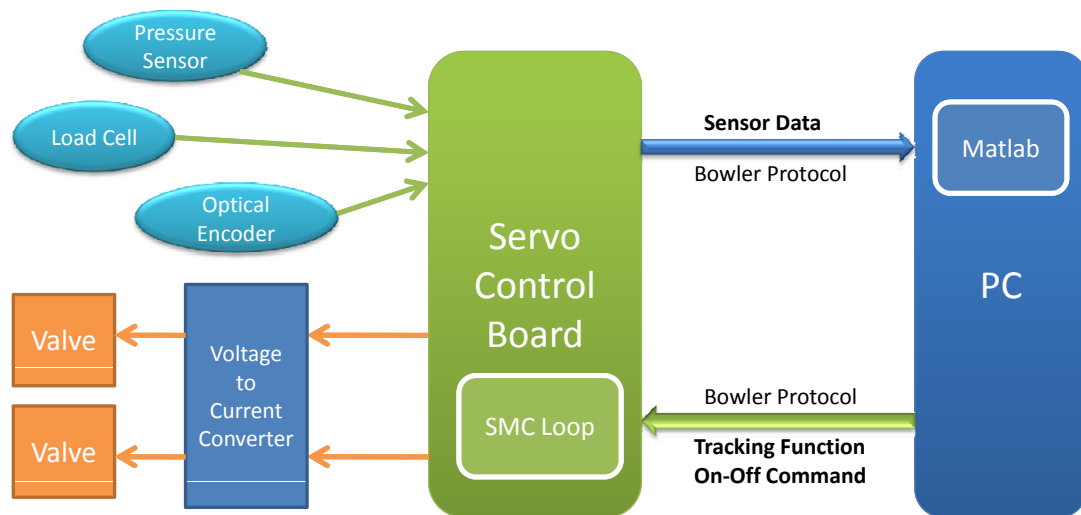 Pressure
Sensor
Load Cell
Optical
Encoder
Valve
Valve
Voltage
to
Current
Converter
Servo
Control
Board
SMC Loop
Sensor Data
Bowler Protocol
Bowler Protocol
Tracking Function
On-Off Command
Matlab
PC